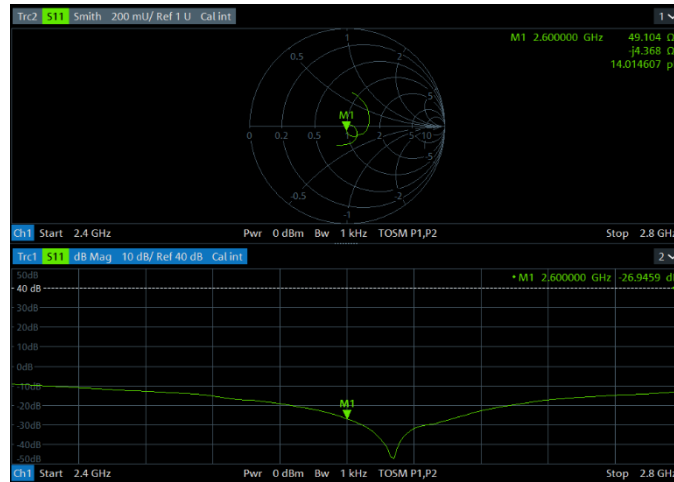 Trc2 S11 Smith 200 mU/ Ref 1 U Cal int 1
M1 2.600000 GHz 49.104 Ω
-j4.368 Ω
14.014607 p
1
0.5 2
5
M1
0 0.2 0.5 1 2 5 10
-5
-0.5 -2
-1
Ch1 Start 2.4 GHz Pwr 0 dBm Bw 1 kHz TOSM P1,P2 Stop 2.8 GHz
Trc1 S11 dB Mag 10 dB/ Ref 40 dB Cal int 2
50dB
• M1 2.600000 GHz -26.9459 d
40 dB
30dB
20dB
10dB
0dB
-10dB
-20dB
M1
-30dB
-40dB
-50dB
Ch1 Start 2.4 GHz Pwr 0 dBm Bw 1 kHz TOSM P1,P2 Stop 2.8 GHz